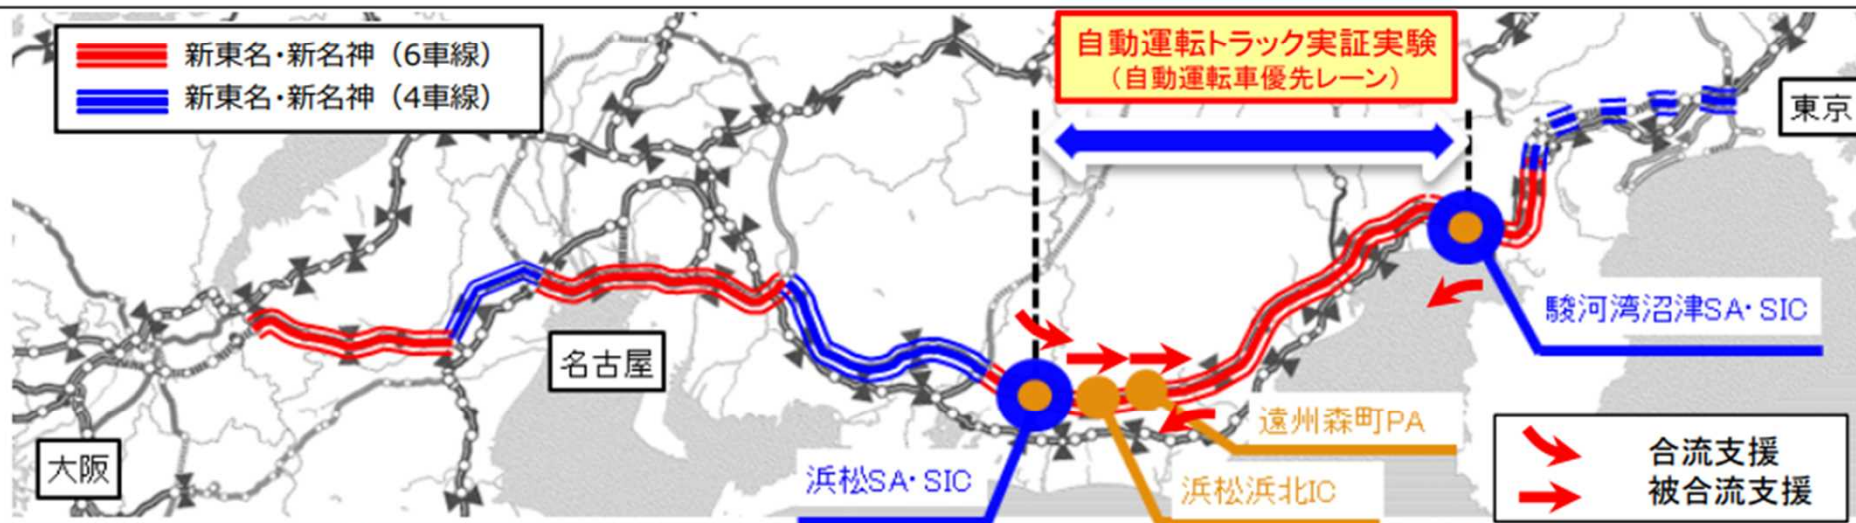 新東名・新名神（6車線）
新東名・新名神（4車線）
自動運転トラック実証実験
（自動運転車優先レーン）
東京
駿河湾沼津SA・SIC
名古屋
遠州森町PA
大阪
浜松SA・SIC
浜松浜北IC
合流支援
被合流支援